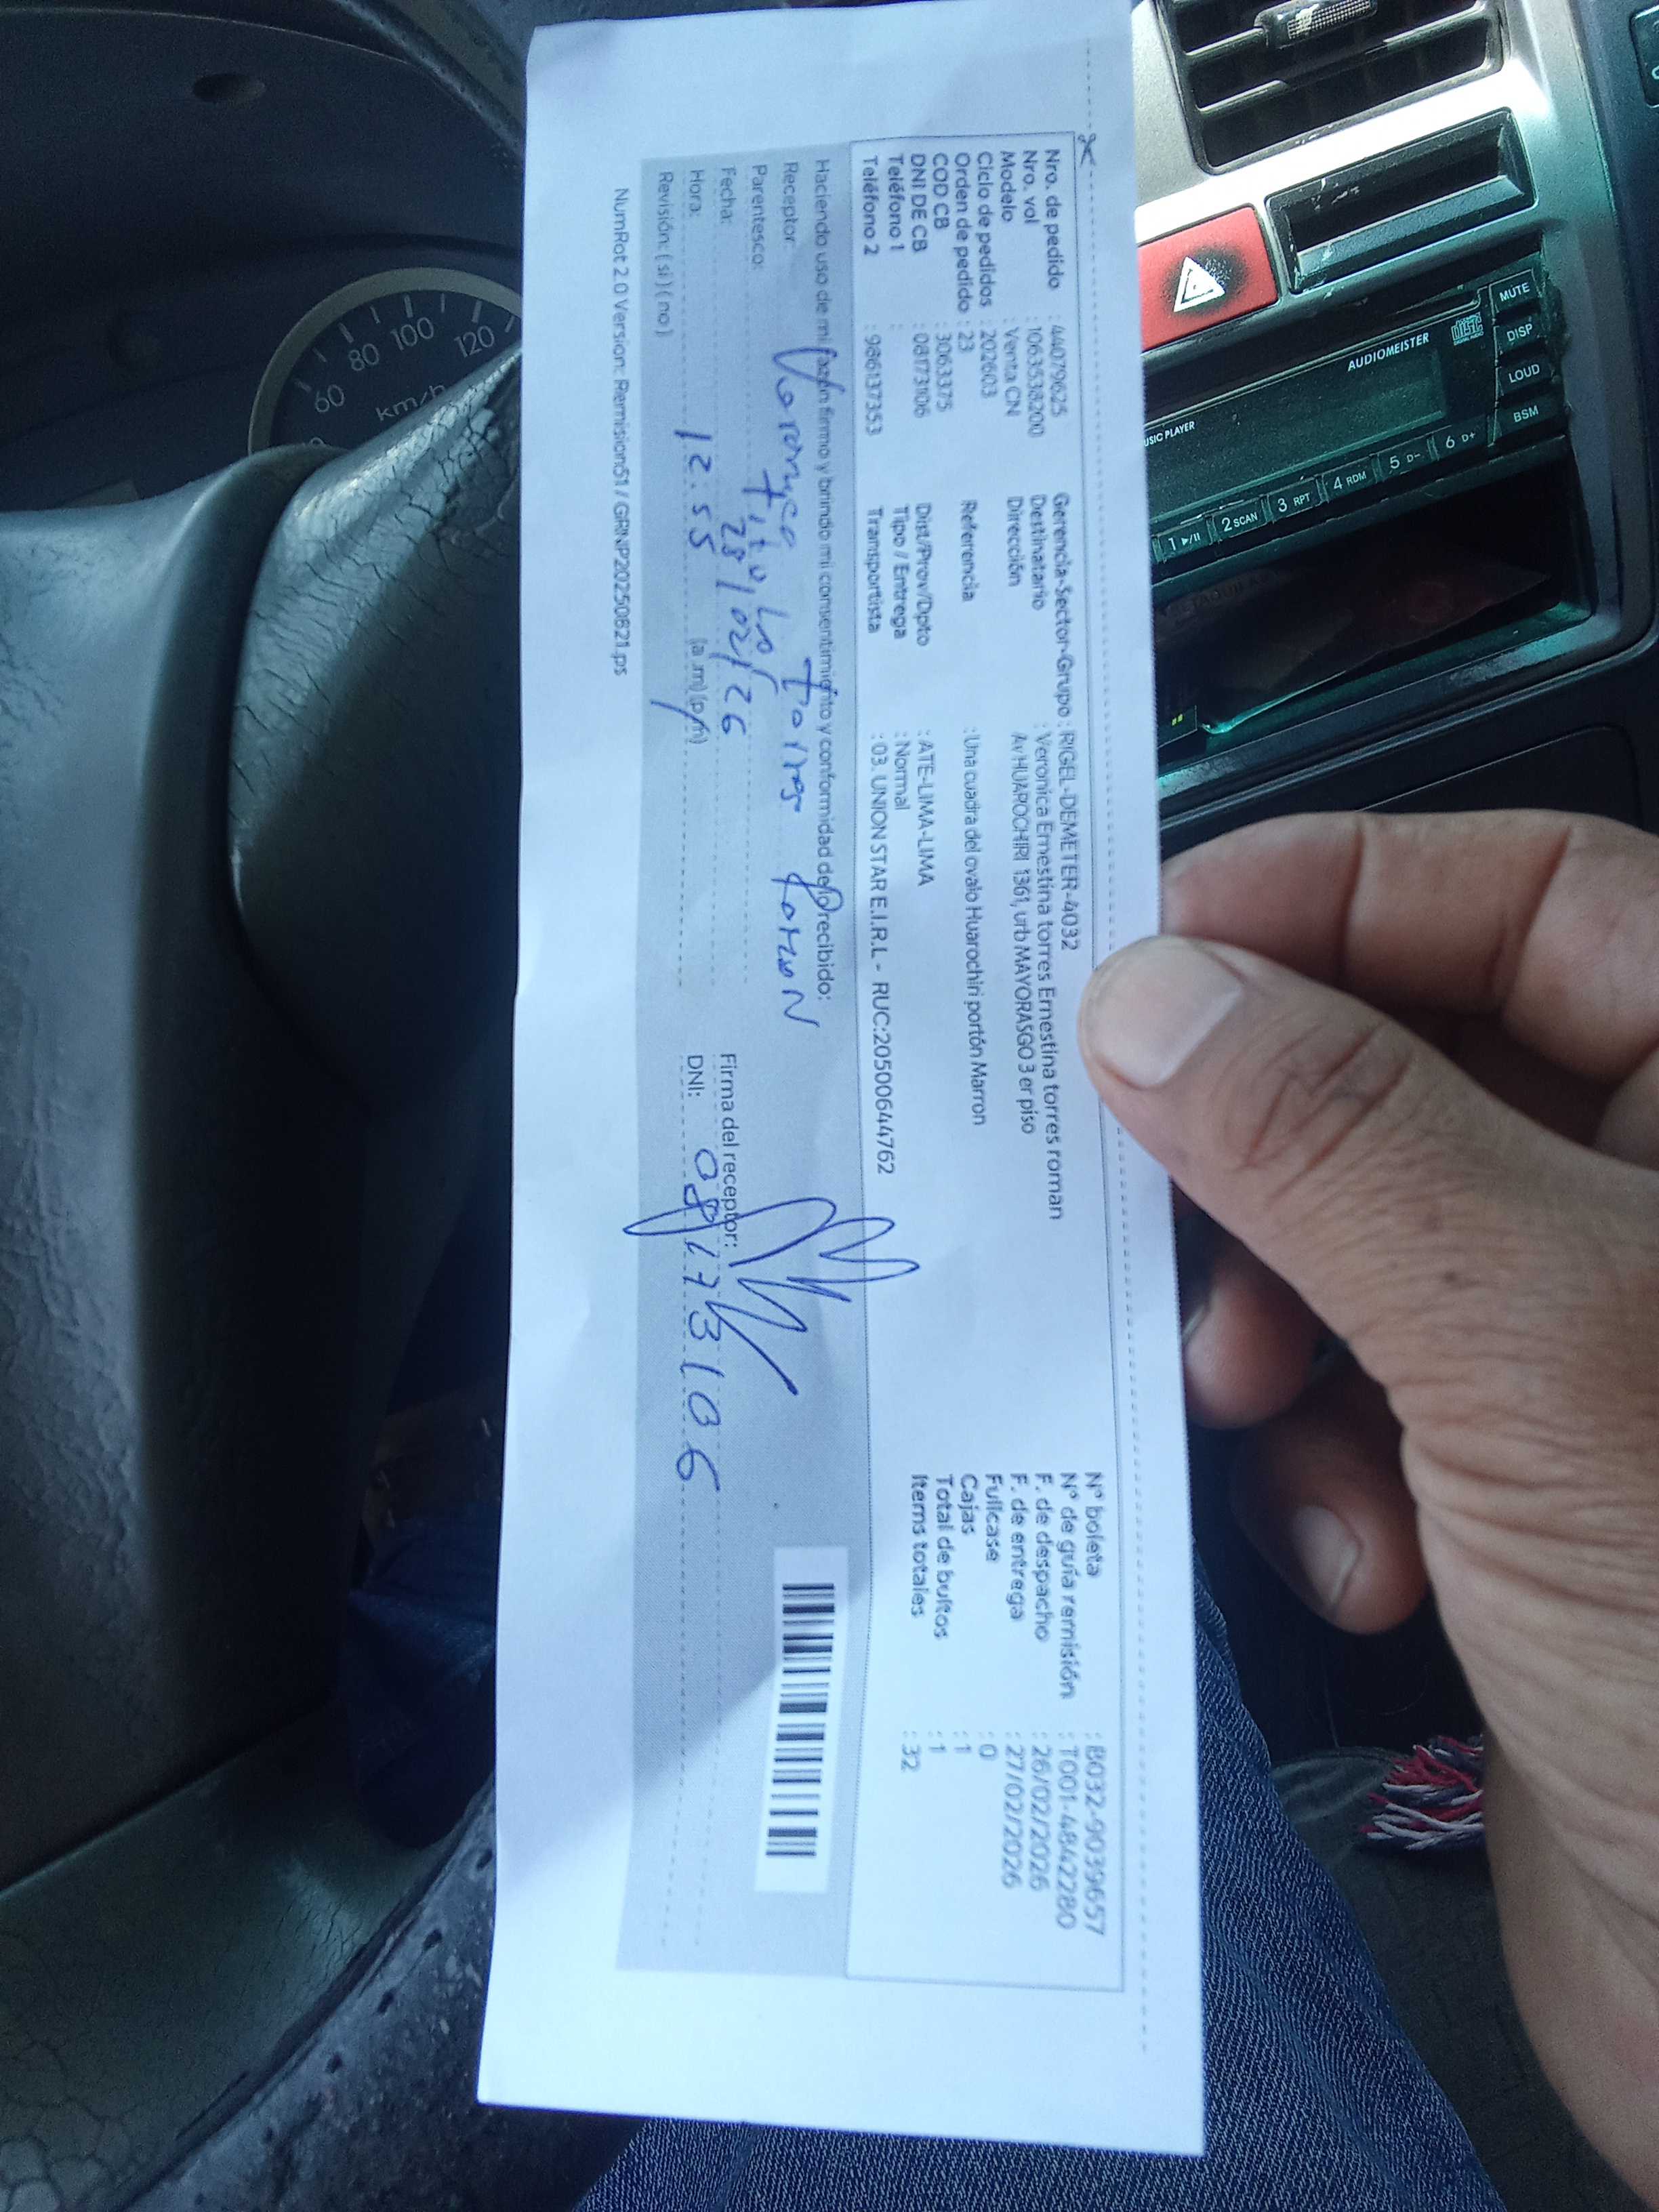 Nro. de pedido : 440779625
Nro. vol : 10635638200
Modelo : Venta CN
Ciclo de pedidos : 202603
Orden de pedido : 23
COD CB : 3063375
DNI DE CB : 08173106
Teléfono 1 :
Teléfono 2 : 986137353
Gerencia-Sector-Grupo : RIGEL-DEMETER-4032
Destinatario : Veronica Ernestina torres Ernestina torres roman
Dirección : Av HUAROCHIRI 1361, urb MAYORASGO 3 er piso
Referencia : Una cuadra del ovalo Huarochiri portón Marron
Dist/Prov/Dpto : ATE-LIMA-LIMA
Tipo / Entrega : Normal
Transportista : 03. UNION STAR E.I.R.L - RUC:20500644762
N° boleta : B032-9039657
N° de guía remisión : T001-4842280
F. de despacho : 26/02/2026
F. de entrega : 27/02/2026
Fullcase : 0
Cajas : 1
Total de bultos : 1
Items totales : 32
Haciendo uso de mi razón firmo y brindo mi consentimiento y conformidad de lo recibido:
Receptor: Veronica Torres Roman
Parentesco: Titular
Fecha: 28/02/26
Hora: 12:55 (a.m) (p.m)
Revisión: ( si ) ( no )
Firma del receptor:
DNI: 08173106
NumRot 2.0 Version: Remision51 / GRNP20250821.ps
MUTE
DISP
LOUD
BSM
AUDIOMEISTER
USIC PLAYER
1 ▶/II
2 SCAN
3 RPT
4 RDM
5 D-
6 D+
60
80
100
120
km/h